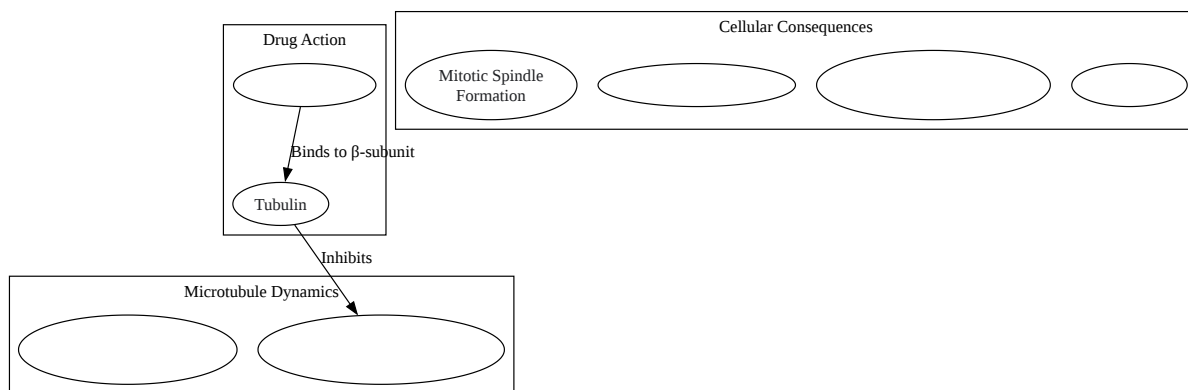 Drug Action
Binds to β-subunit
Tubulin
Inhibits
Cellular Consequences
Mitotic Spindle
Formation
Microtubule Dynamics